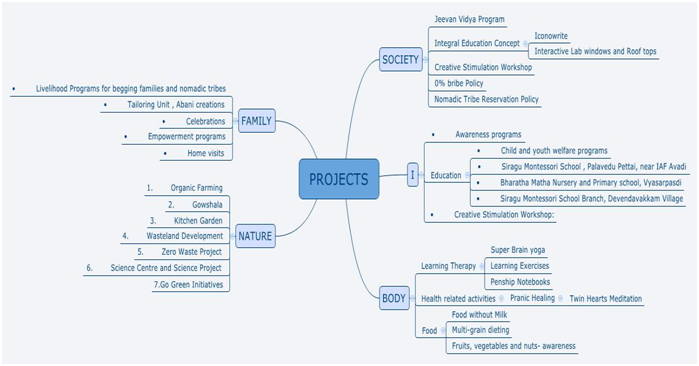 PROJECTS
SOCIETY
Jeevan Vidya Program
Integral Education Concept
Iconowrite
Interactive Lab windows and Roof tops
Creative Stimulation Workshop
0% bribe Policy
Nomadic Tribe Reservation Policy
I
• Awareness programs
Education
• Child and youth welfare programs
• Siragu Montessori School , Palavedu Pettai, near IAF Avadi
• Bharatha Matha Nursery and Primary school, Vyasarpasdi
• Siragu Montessori School Branch, Devendavakkam Village
• Creative Stimulation Workshop:
BODY
Learning Therapy
Super Brain yoga
Learning Exercises
Penship Notebooks
Health related activities
Pranic Healing
Twin Hearts Meditation
Food
Food without Milk
Multi-grain dieting
Fruits, vegetables and nuts- awareness
FAMILY
• Livelihood Programs for begging families and nomadic tribes
• Tailoring Unit , Abani creations
• Celebrations
• Empowerment programs
• Home visits
NATURE
1. Organic Farming
2. Gowshala
3. Kitchen Garden
4. Wasteland Development
5. Zero Waste Project
6. Science Centre and Science Project
7.Go Green Initiatives